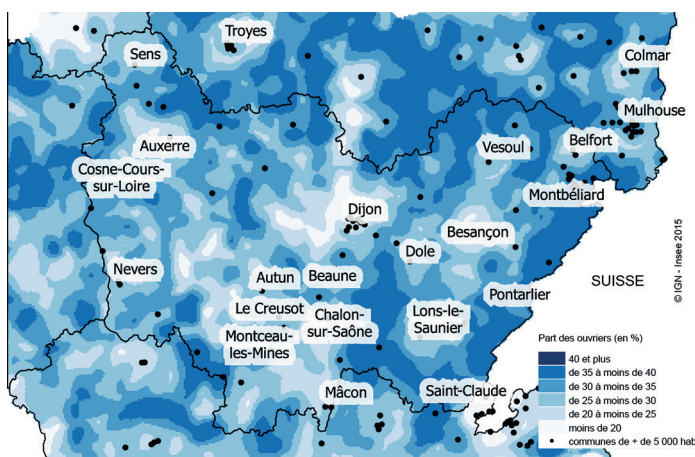 Troyes
Sens
Colmar
Mulhouse
Auxerre
Vesoul
Belfort
Cosne-Cours-
sur-Loire
Montbéliard
Dijon
Besançon
Dole
Nevers
Autun
Beaune
SUISSE
Pontarlier
Le Creusot
Chalon-
sur-Saône
Lons-le-
Saunier
Montceau-
les-Mines
Mâcon
Saint-Claude
© IGN - Insee 2015
Part des ouvriers (en %)
40 et plus
de 35 à moins de 40
de 30 à moins de 35
de 25 à moins de 30
de 20 à moins de 25
moins de 20
communes de + de 5 000 hab